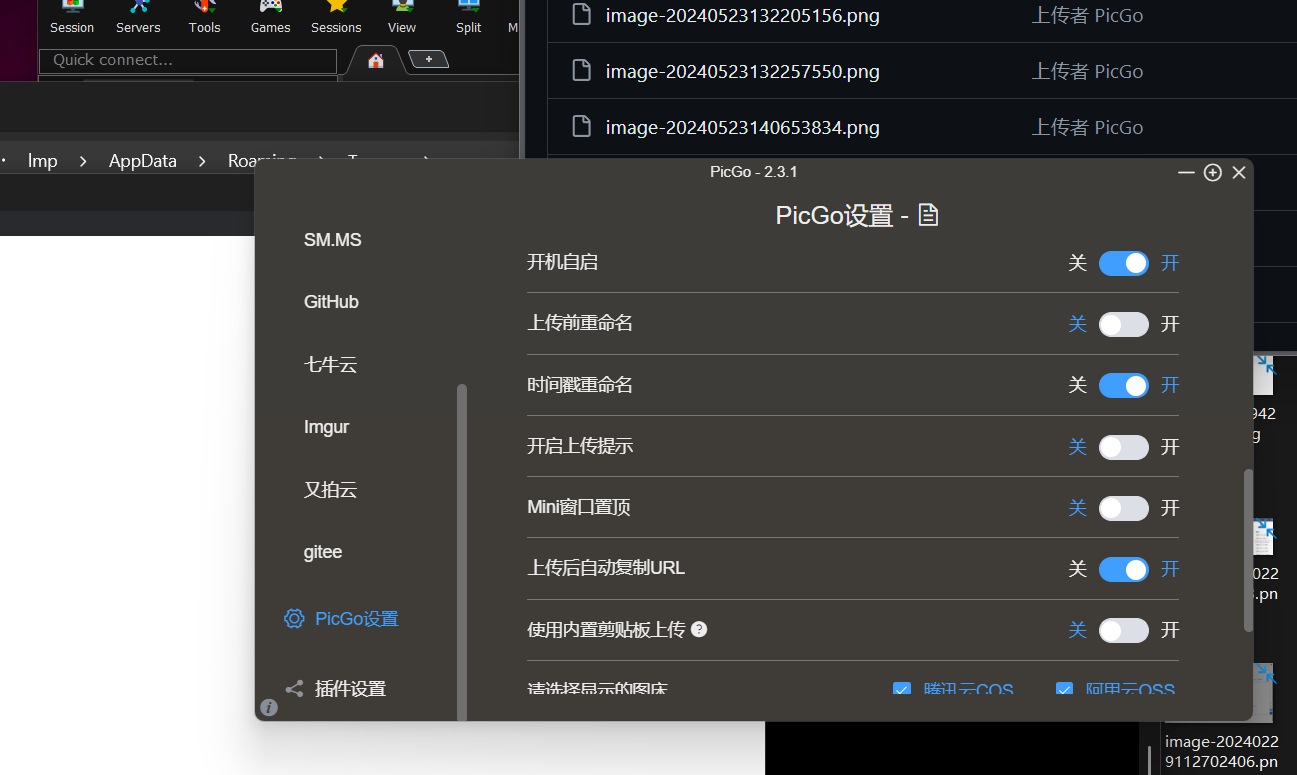 Session Servers Tools Games Sessions View Split M
Quick connect...
Imp > AppData >
image-20240523132205156.png 上传者 PicGo
image-20240523132257550.png 上传者 PicGo
image-20240523140653834.png 上传者 PicGo
PicGo - 2.3.1
PicGo设置 -
SM.MS
GitHub
七牛云
Imgur
又拍云
gitee
PicGo设置
插件设置
开机自启 关 开
上传前重命名 关 开
时间戳重命名 关 开
开启上传提示 关 开
Mini窗口置顶 关 开
上传后自动复制URL 关 开
使用内置剪贴板上传 ? 关 开
请选择显示的图床 腾讯云COS 阿里云OSS
942
g
022
.pn
image-2024022
9112702406.pn